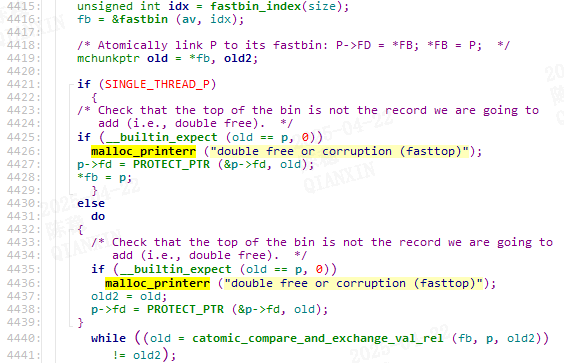 4415: unsigned int idx = fastbin_index(size);
4416: fb = &fastbin (av, idx);
4417:
4418: /* Atomically link P to its fastbin: P->FD = *FB; *FB = P;  */
4419: mchunkptr old = *fb, old2;
4420:
4421: if (SINGLE_THREAD_P)
4422: {
4423: /* Check that the top of the bin is not the record we are going to
4424: add (i.e., double free).  */
4425: if (__builtin_expect (old == p, 0))
4426: malloc_printerr ("double free or corruption (fasttop)");
4427: p->fd = PROTECT_PTR (&p->fd, old);
4428: *fb = p;
4429: }
4430: else
4431: do
4432: {
4433: /* Check that the top of the bin is not the record we are going to
4434: add (i.e., double free).  */
4435: if (__builtin_expect (old == p, 0))
4436: malloc_printerr ("double free or corruption (fasttop)");
4437: old2 = old;
4438: p->fd = PROTECT_PTR (&p->fd, old);
4439: }
4440: while ((old = catomic_compare_and_exchange_val_rel (fb, p, old2))
4441: != old2);
QIANXIN
QIANXIN